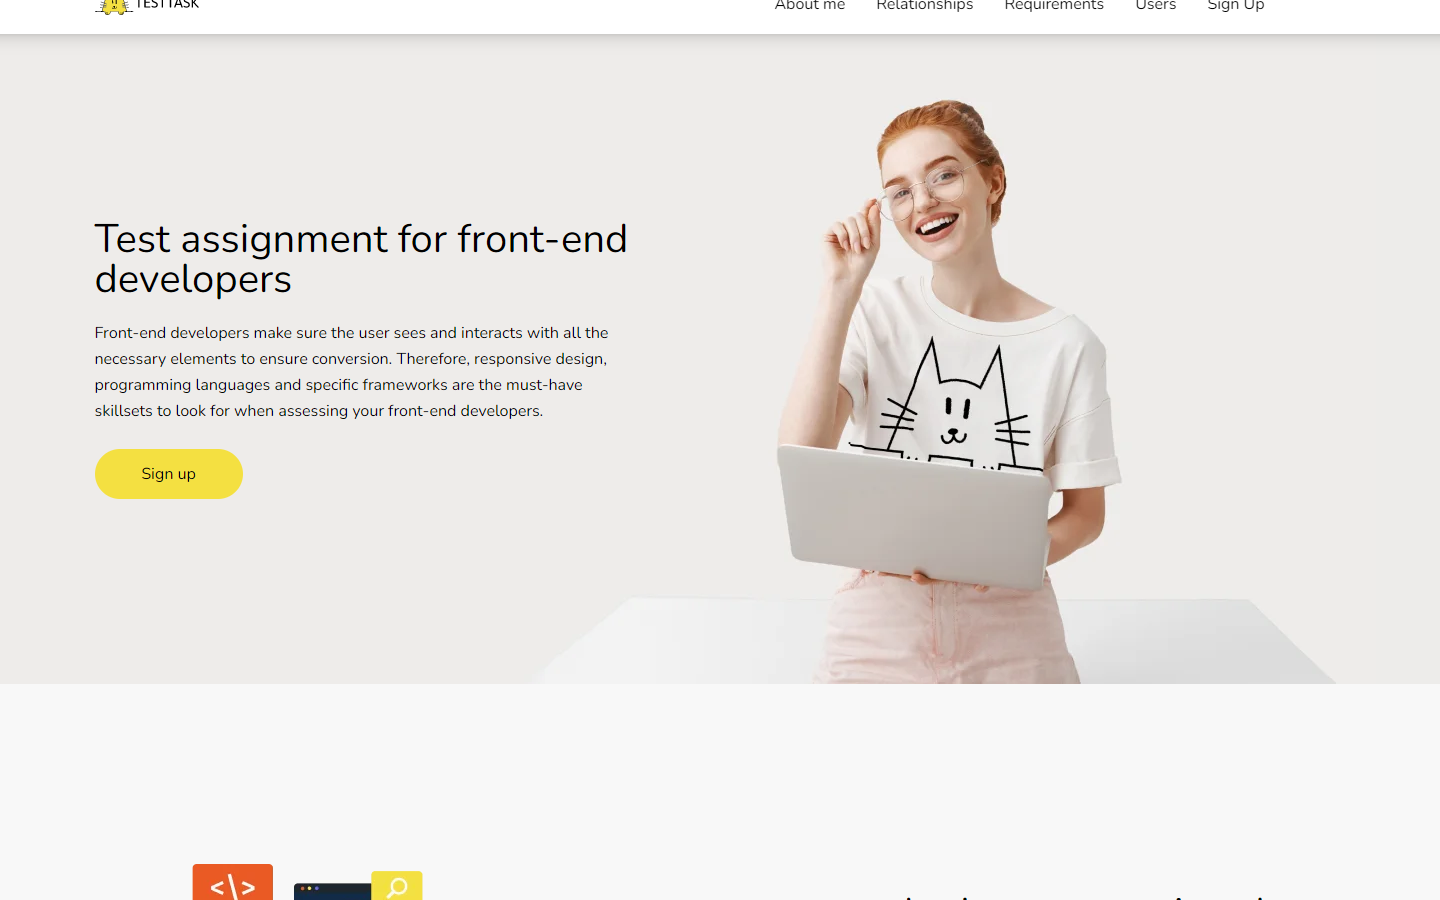 TESTTASK
About me Relationships Requirements Users Sign Up
Test assignment for front-end
developers
Front-end developers make sure the user sees and interacts with all the
necessary elements to ensure conversion. Therefore, responsive design,
programming languages and specific frameworks are the must-have
skillsets to look for when assessing your front-end developers.
Sign up